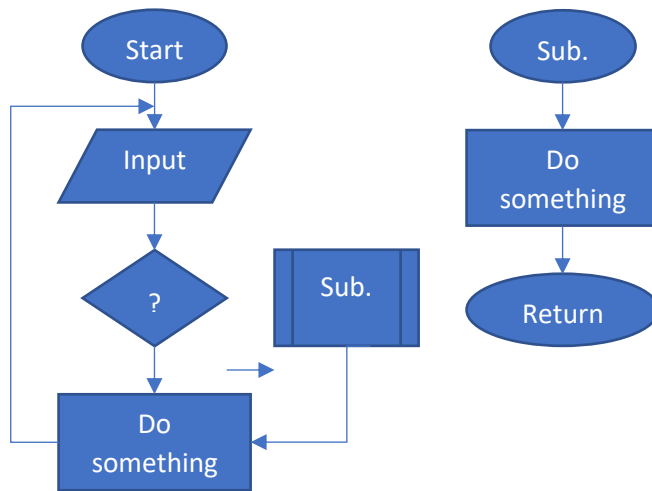 Start
Input
?
Sub.
Do
something
Sub.
Do
something
Return